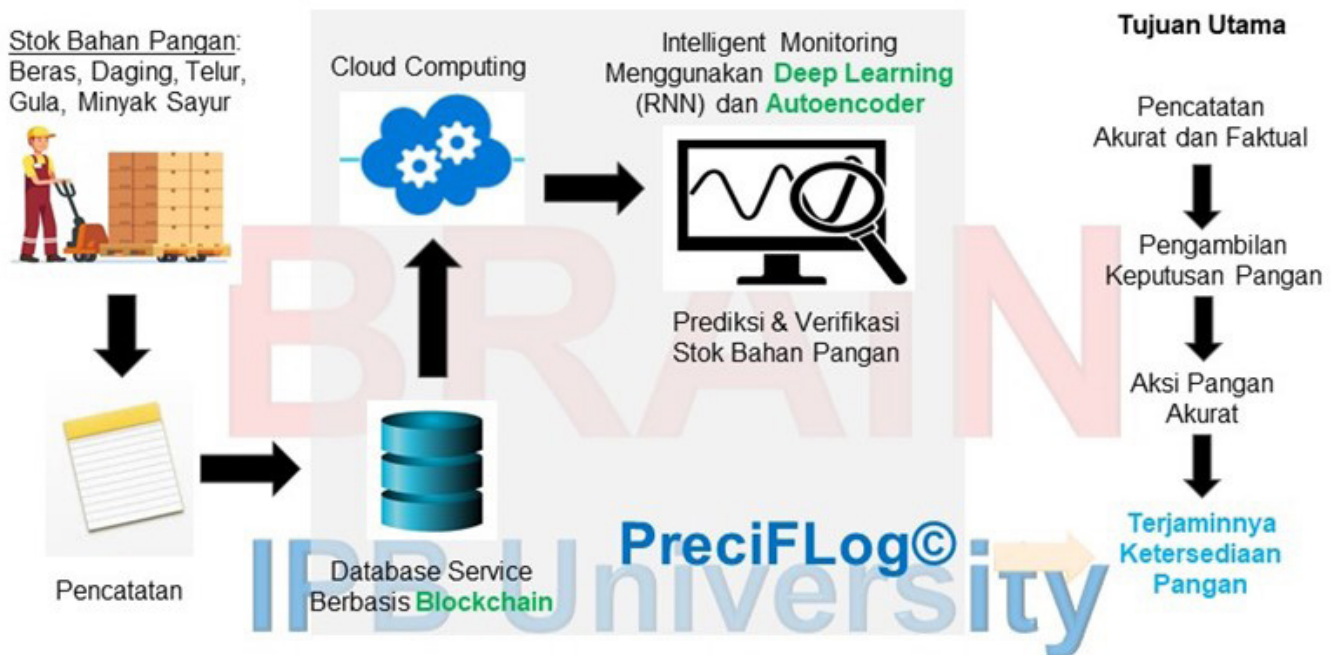 Stok Bahan Pangan:
Beras, Daging, Telur,
Gula, Minyak Sayur
Pencatatan
Cloud Computing
Database Service
Berbasis Blockchain
Intelligent Monitoring
Menggunakan Deep Learning
(RNN) dan Autoencoder
Prediksi & Verifikasi
Stok Bahan Pangan
PreciFLog©
Tujuan Utama
Pencatatan
Akurat dan Faktual
Pengambilan
Keputusan Pangan
Aksi Pangan
Akurat
Terjaminnya
Ketersediaan
Pangan
BRAIN
IPB University